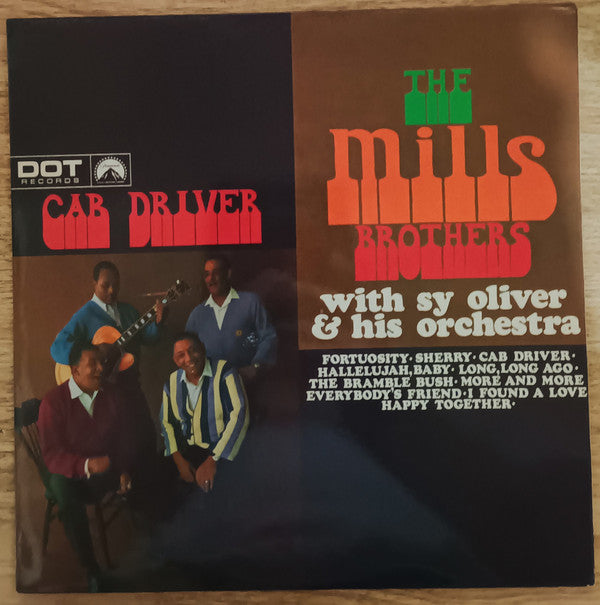 DOT
RECORDS
CAB DRIVER
THE
mills
BROTHERS
with sy oliver
& his orchestra
FORTUOSITY · SHERRY · CAB DRIVER ·
HALLELUJAH, BABY · LONG, LONG AGO ·
THE BRAMBLE BUSH · MORE AND MORE
EVERYBODY'S FRIEND · I FOUND A LOVE
HAPPY TOGETHER ·